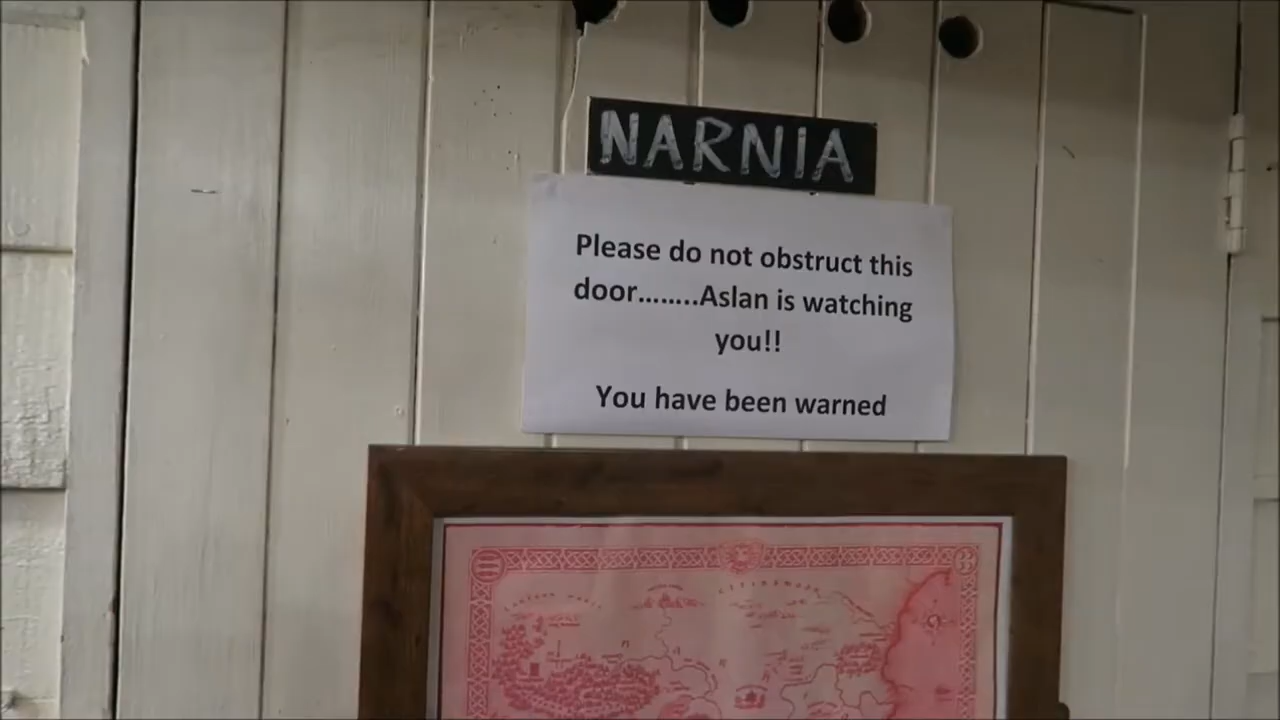 NARNIA
Please do not obstruct this
door........Aslan is watching
you!!
You have been warned